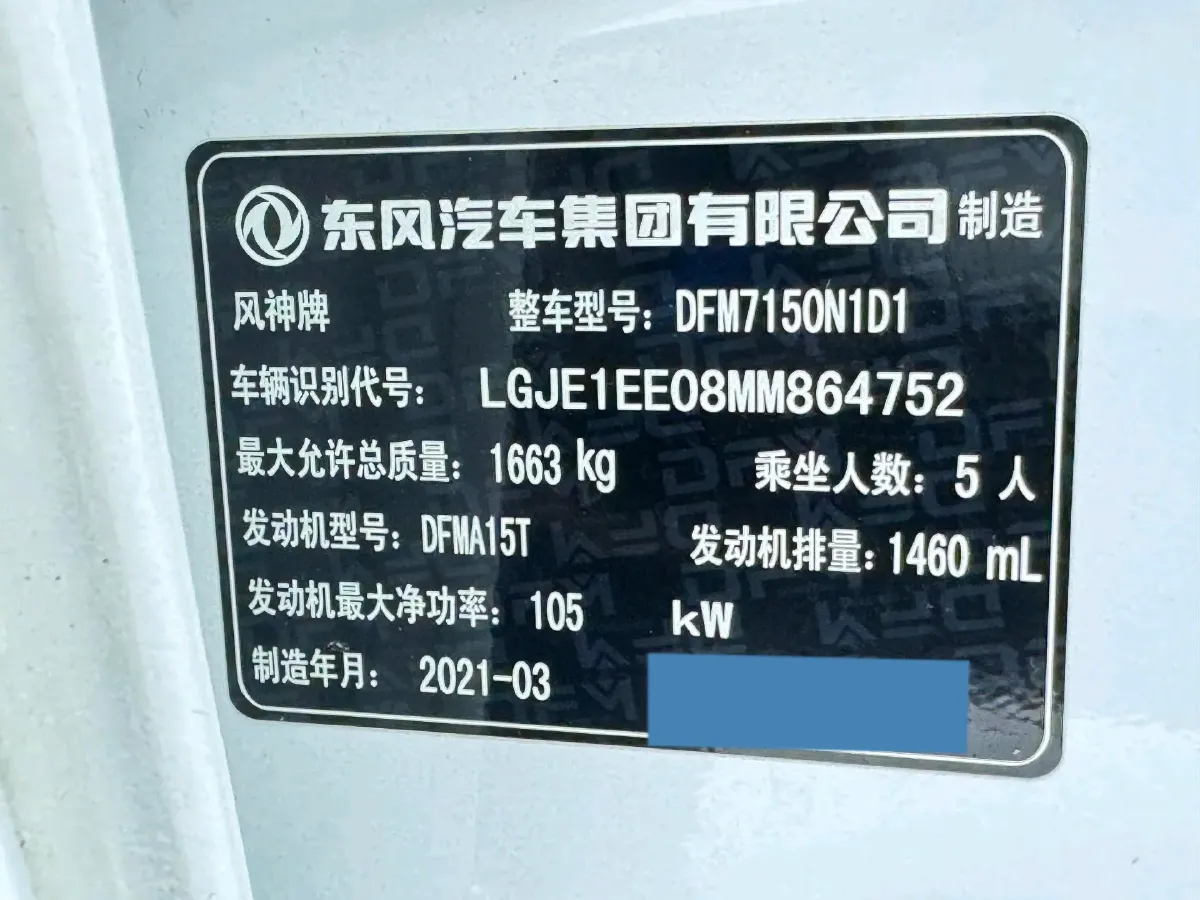 东风汽车集团有限公司制造
风神牌 整车型号：DFM7150N1D1
车辆识别代号： LGJE1EE08MM864752
最大允许总质量：1663 kg 乘坐人数：5 人
发动机型号：DFMA15T 发动机排量：1460 mL
发动机最大净功率：105 kW
制造年月： 2021-03